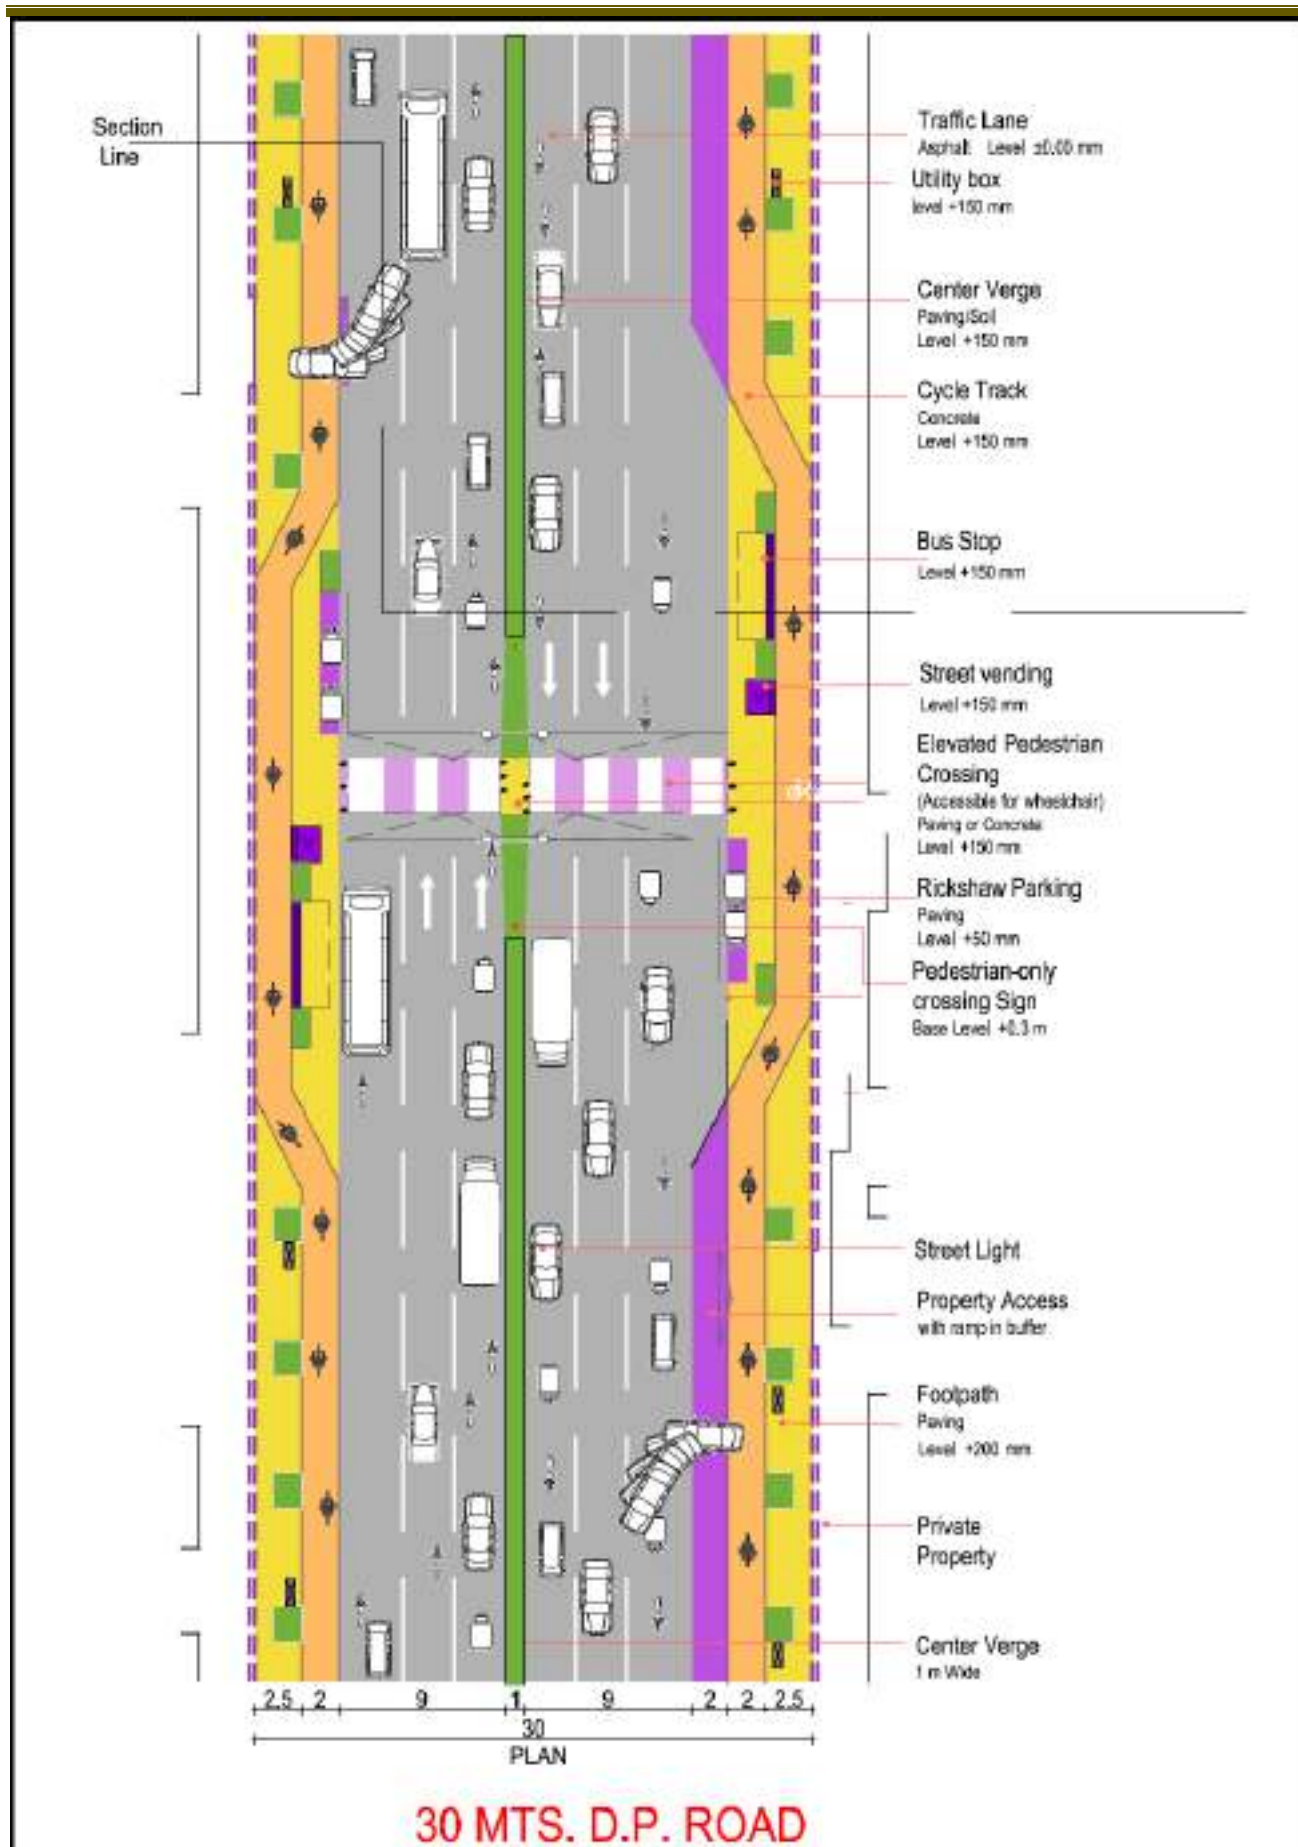 Section
Line
Traffic Lane
Asphalt Level ±0.00 mm
Utility box
level +150 mm
Center Verge
Paving/Soil
Level +150 mm
Cycle Track
Concrete
Level +150 mm
Bus Stop
Level +150 mm
Street vending
Level +150 mm
Elevated Pedestrian
Crossing
(Accessible for wheelchair)
Paving or Concrete
Level +150 mm
Rickshaw Parking
Paving
Level +50 mm
Pedestrian-only
crossing Sign
Base Level +0.3 m
Street Light
Property Access
with ramp in buffer
Footpath
Paving
Level +200 mm
Private
Property
Center Verge
1 m Wide
2.5 2 9 1 9 2 2 2.5
30
PLAN
30 MTS. D.P. ROAD